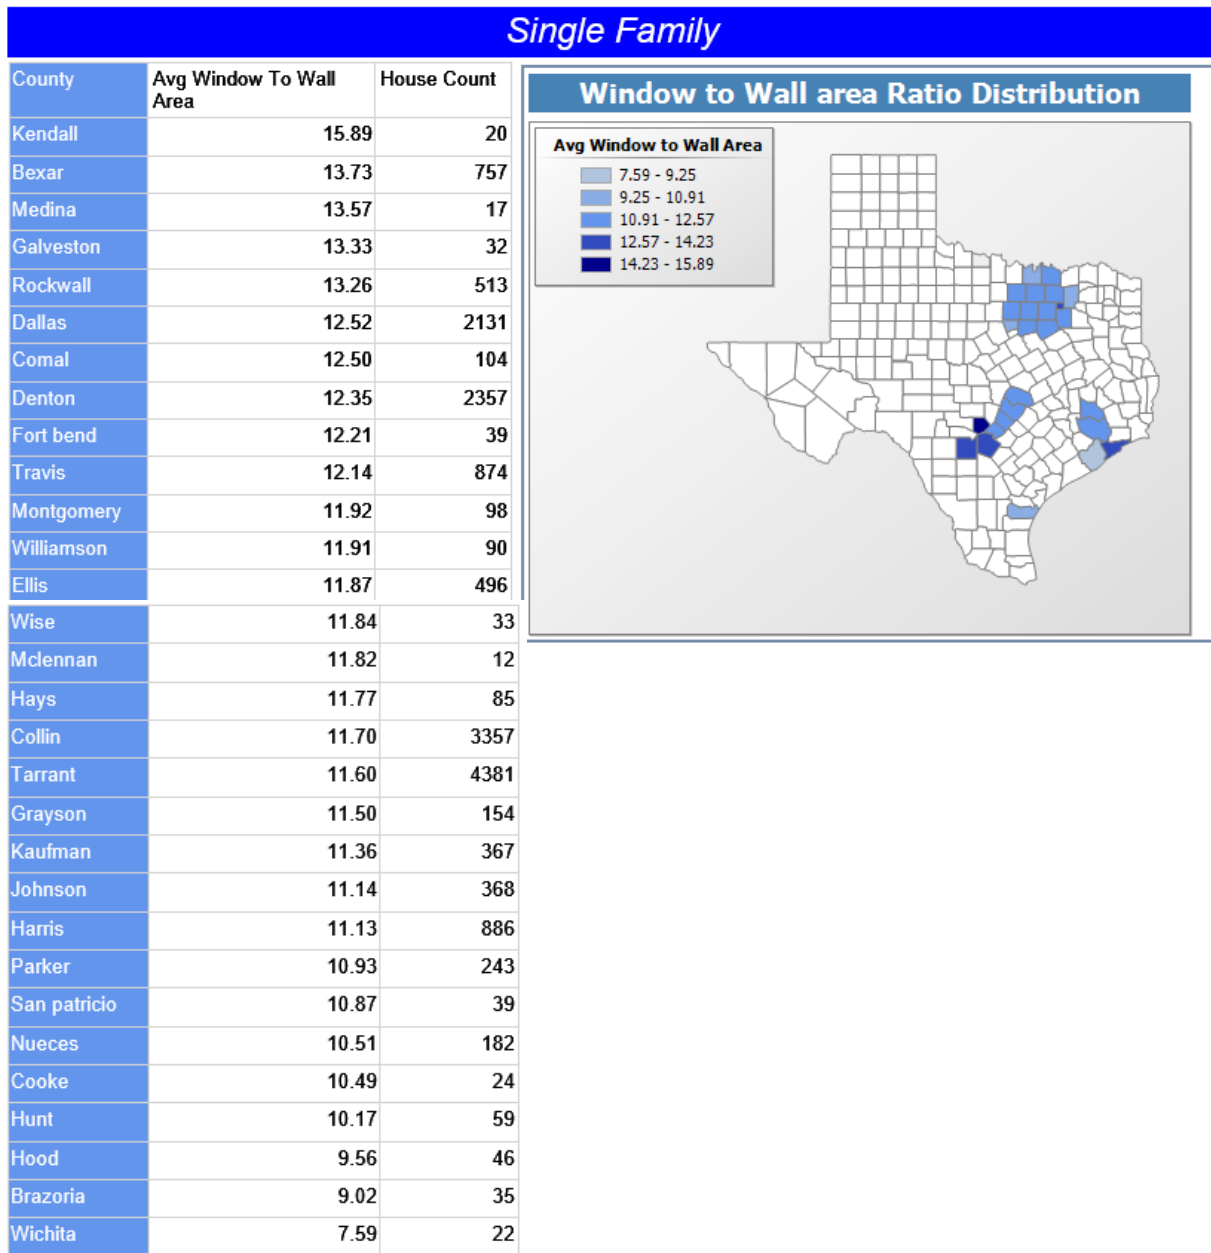 Single Family
County Avg Window To Wall Area House Count
Kendall 15.89 20
Bexar 13.73 757
Medina 13.57 17
Galveston 13.33 32
Rockwall 13.26 513
Dallas 12.52 2131
Comal 12.50 104
Denton 12.35 2357
Fort bend 12.21 39
Travis 12.14 874
Montgomery 11.92 98
Williamson 11.91 90
Ellis 11.87 496
Wise 11.84 33
Mclennan 11.82 12
Hays 11.77 85
Collin 11.70 3357
Tarrant 11.60 4381
Grayson 11.50 154
Kaufman 11.36 367
Johnson 11.14 368
Harris 11.13 886
Parker 10.93 243
San patricio 10.87 39
Nueces 10.51 182
Cooke 10.49 24
Hunt 10.17 59
Hood 9.56 46
Brazoria 9.02 35
Wichita 7.59 22
Window to Wall area Ratio Distribution
Avg Window to Wall Area
7.59 - 9.25
9.25 - 10.91
10.91 - 12.57
12.57 - 14.23
14.23 - 15.89